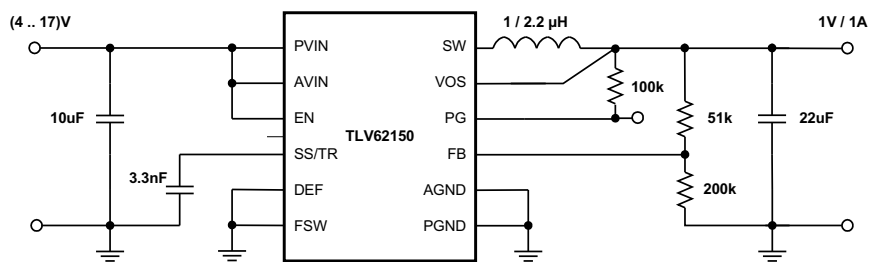 (4 .. 17)V
1 / 2.2 µH
1V / 1A
PVIN
SW
AVIN
VOS
100k
10uF
EN
PG
51k
22uF
TLV62150
SS/TR
FB
3.3nF
DEF
AGND
200k
FSW
PGND